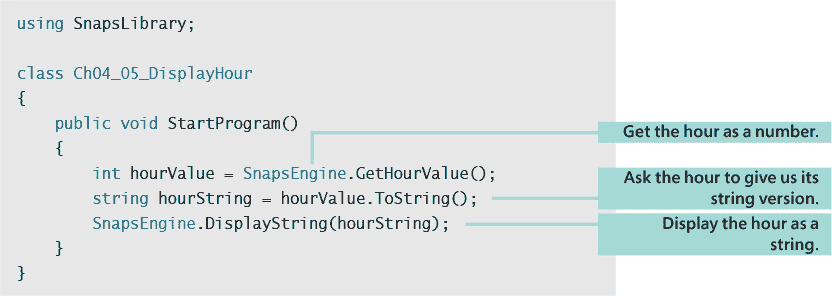 using SnapsLibrary;
class Ch04_05_DisplayHour
{
public void StartProgram()
{
int hourValue = SnapsEngine.GetHourValue();
string hourString = hourValue.ToString();
SnapsEngine.DisplayString(hourString);
}
}
Get the hour as a number.
Ask the hour to give us its
string version.
Display the hour as a
string.